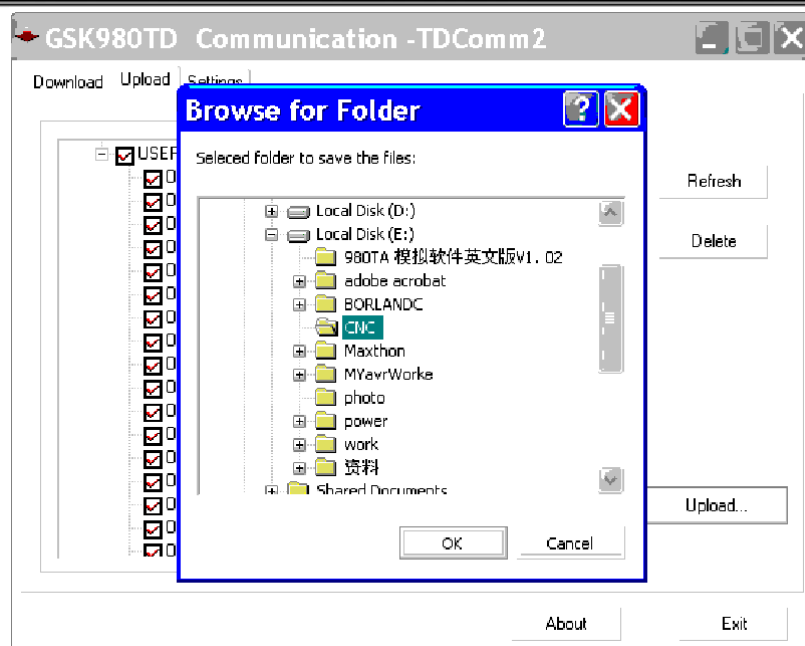 GSK980TD Communication -TDComm2
Download Upload Settings
Browse for Folder
Seleced folder to save the files:
Refresh
Delete
Local Disk (D:)
Local Disk (E:)
980TA 模拟软件英文版V1.02
adobe acrobat
BORLANDC
CNC
Maxthon
MYavrWorke
photo
power
work
资料
Shared Documents
Upload...
OK Cancel
About Exit